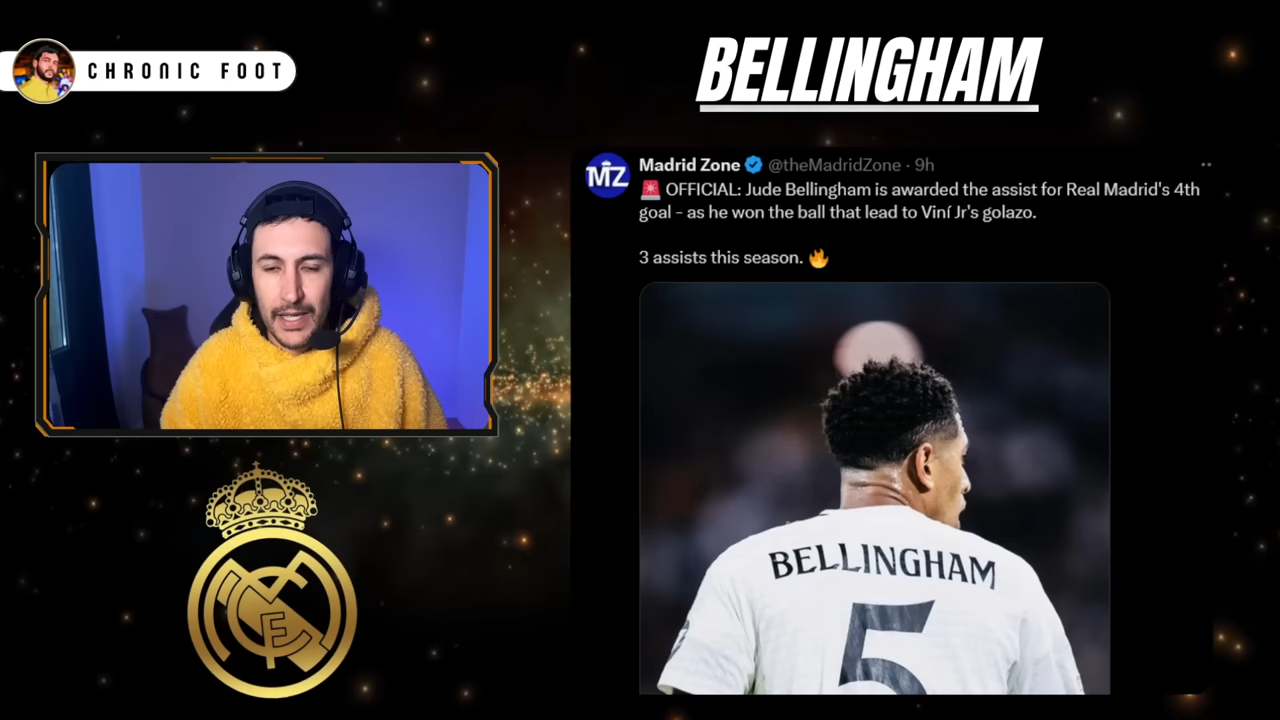 CHRONIC FOOT
BELLINGHAM
MZ
Madrid Zone @theMadridZone · 9h
🚨 OFFICIAL: Jude Bellingham is awarded the assist for Real Madrid's 4th
goal - as he won the ball that lead to Viní Jr's golazo.
3 assists this season. 🔥
BELLINGHAM
5